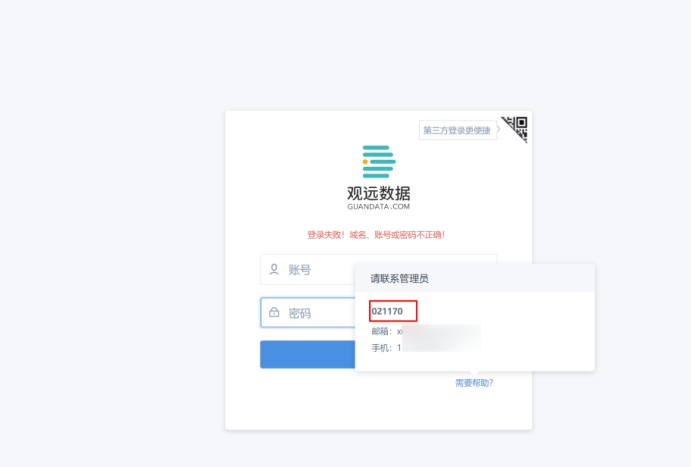 第三方登录更便捷
观远数据
GUANDATA.COM
登录失败！域名、账号或密码不正确！
账号
请联系管理员
021170
密码
邮箱：x
手机：1
需要帮助?